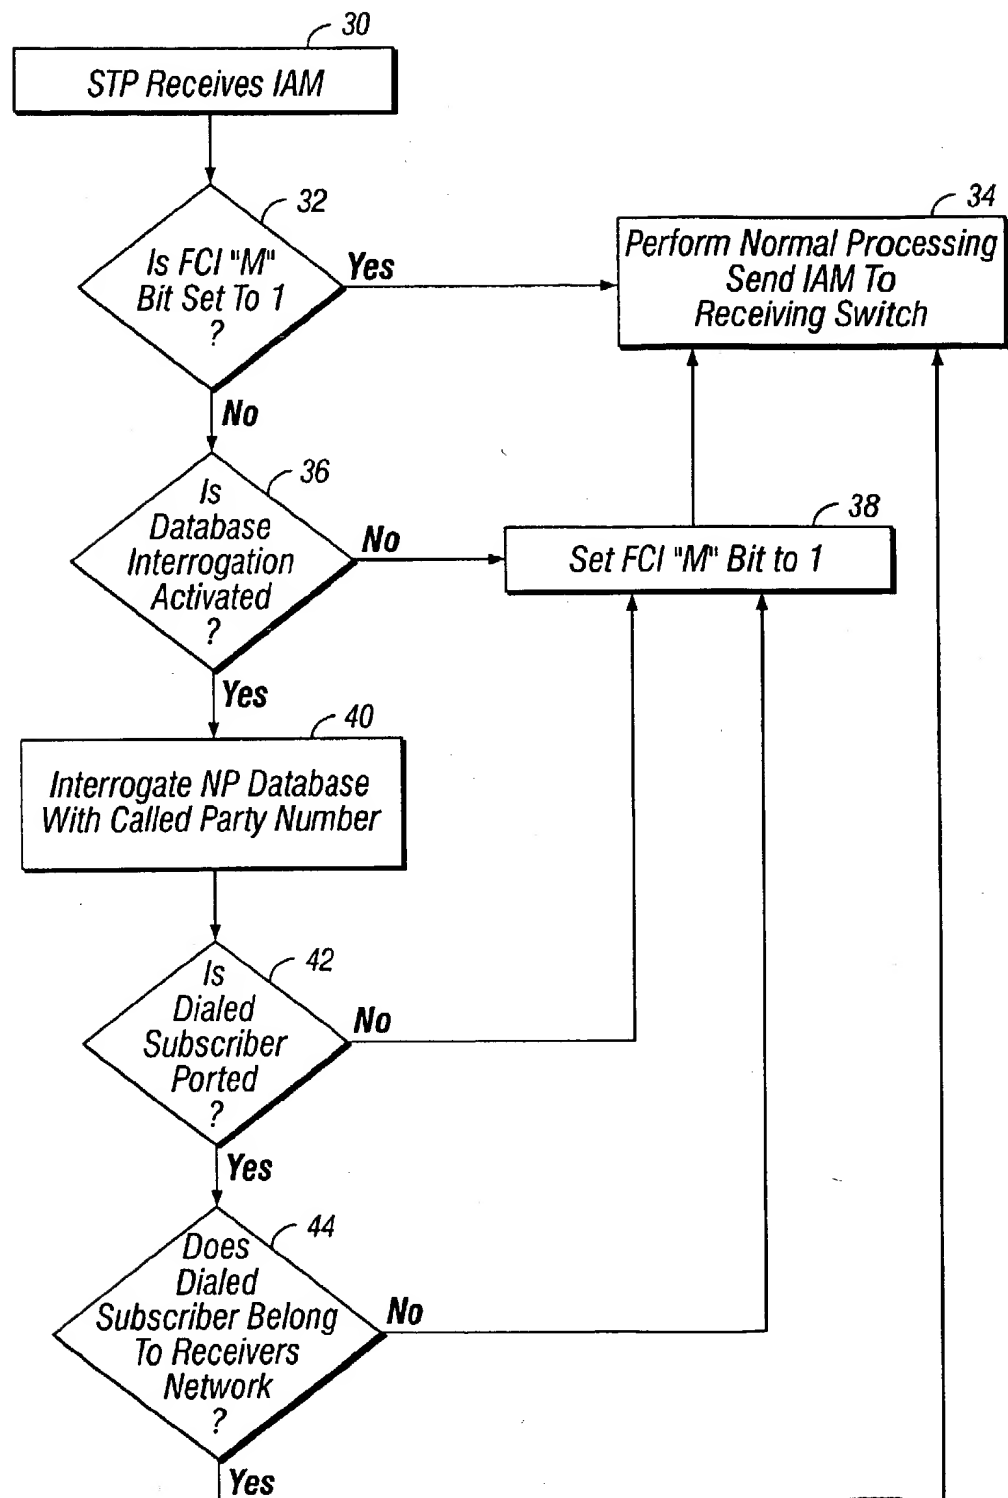 30
STP Receives IAM
32
Is FCI "M"
Bit Set To 1
?
Yes
No
34
Perform Normal Processing
Send IAM To
Receiving Switch
36
Is
Database
Interrogation
Activated
?
No
Yes
38
Set FCI "M" Bit to 1
40
Interrogate NP Database
With Called Party Number
42
Is
Dialed
Subscriber
Ported
?
No
Yes
44
Does
Dialed
Subscriber Belong
To Receivers
Network
?
No
Yes